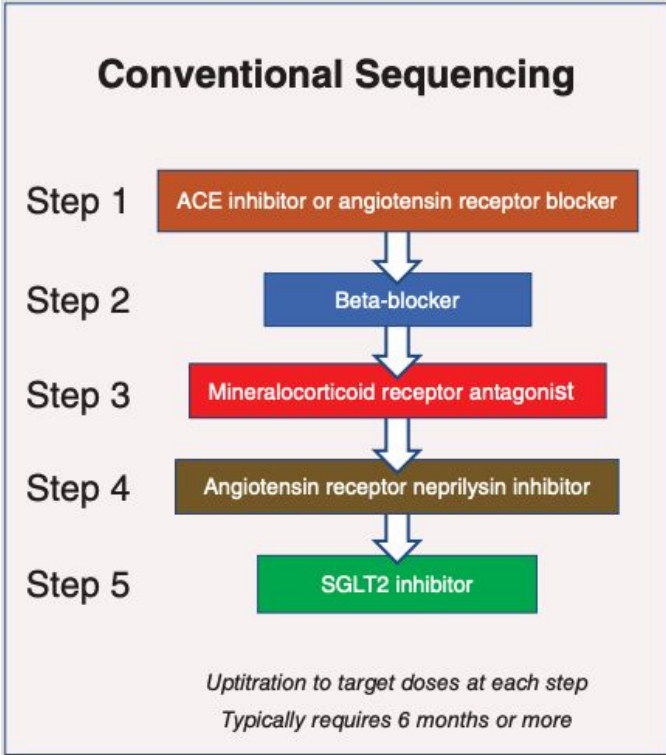 Conventional Sequencing
Step 1
ACE inhibitor or angiotensin receptor blocker
Step 2
Beta-blocker
Step 3
Mineralocorticoid receptor antagonist
Step 4
Angiotensin receptor neprilysin inhibitor
Step 5
SGLT2 inhibitor
Uptitration to target doses at each step
Typically requires 6 months or more